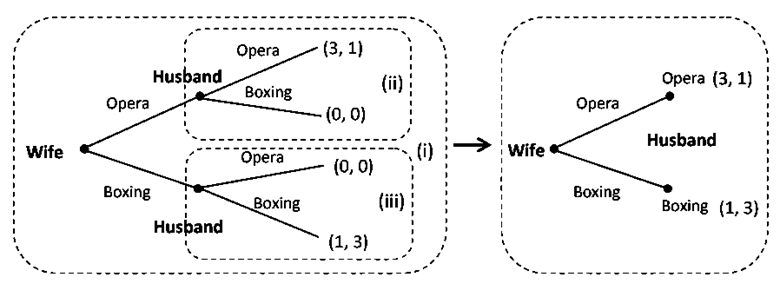 Opera (3, 1)
Husband
(ii)
Boxing
Opera
(0, 0)
Wife
(i)
Opera
(0, 0)
Boxing
(iii)
Boxing
Husband
(1, 3)
Opera (3, 1)
Opera
Husband
Wife
Boxing
Boxing (1, 3)